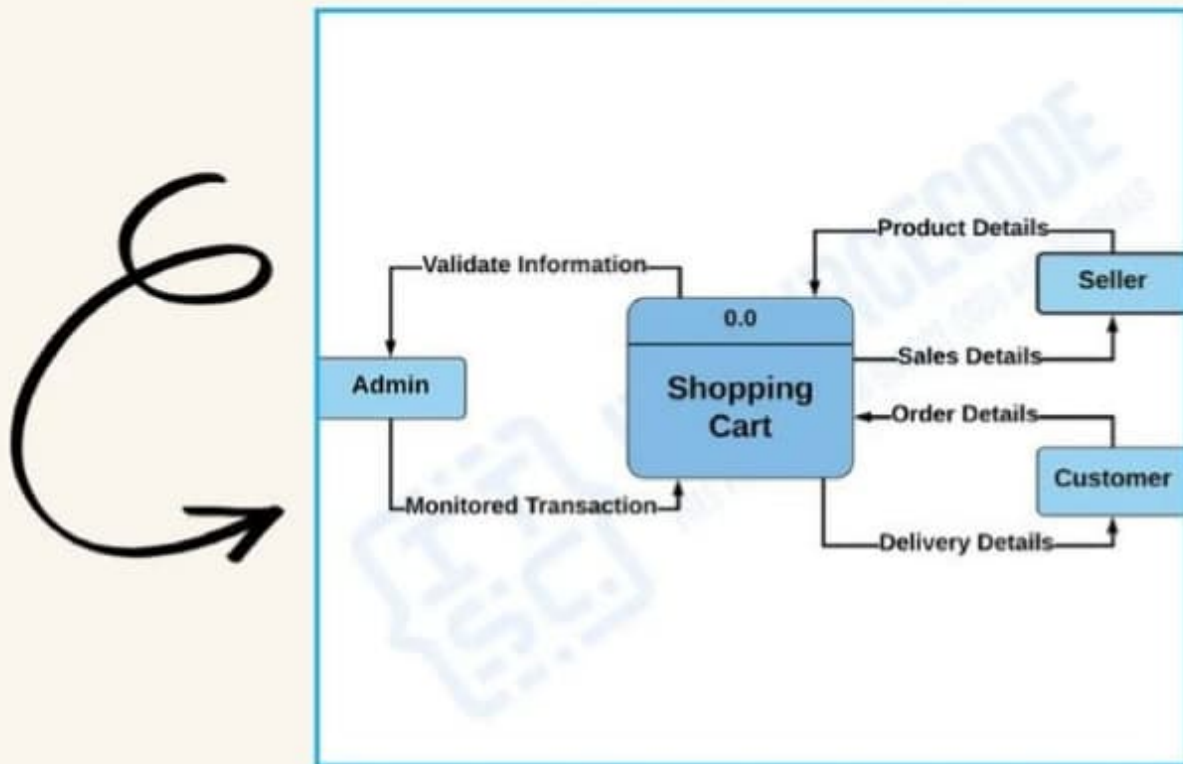 Product Details
Validate Information
Seller
0.0
Sales Details
Admin
Shopping
Cart
Order Details
Customer
Monitored Transaction
Delivery Details